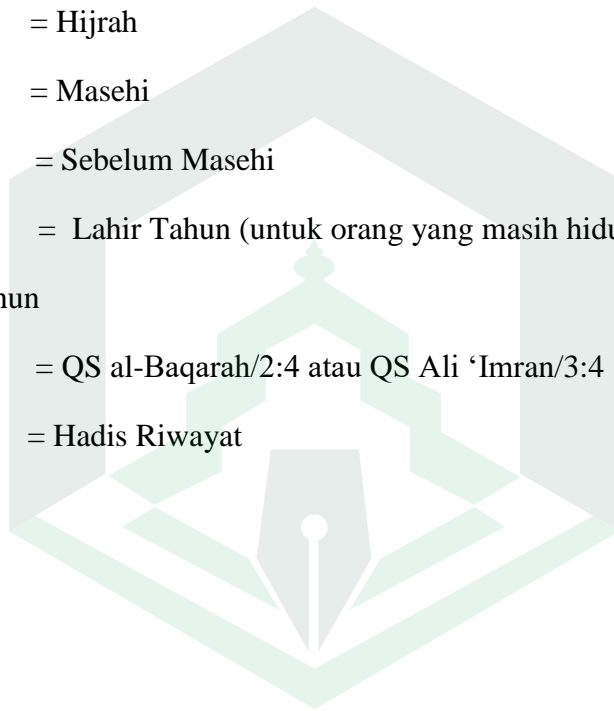 = Hijrah
= Masehi
= Sebelum Masehi
= Lahir Tahun (untuk orang yang masih hidu
hun
= QS al-Baqarah/2:4 atau QS Ali ‘Imran/3:4
= Hadis Riwayat